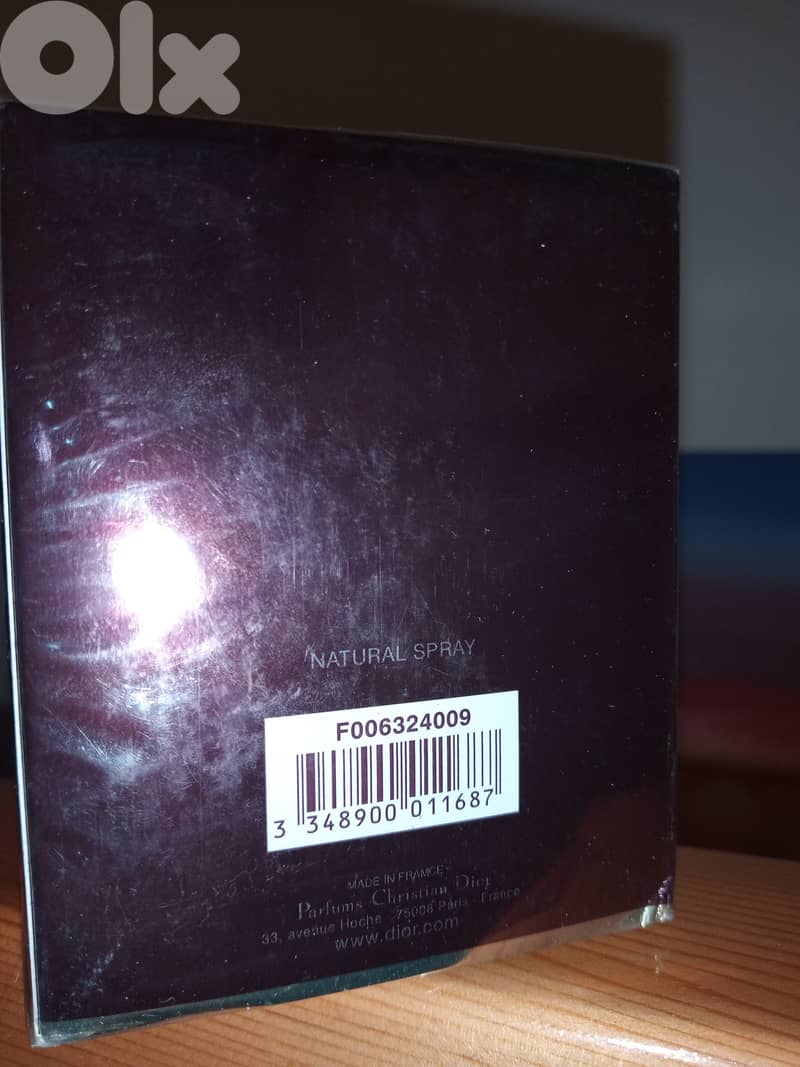 Olx
NATURAL SPRAY
F006324009
3 348900 011687
MADE IN FRANCE
Parfums Christian Dior
33, avenue Hoche - 75008 Paris - France
www.dior.com